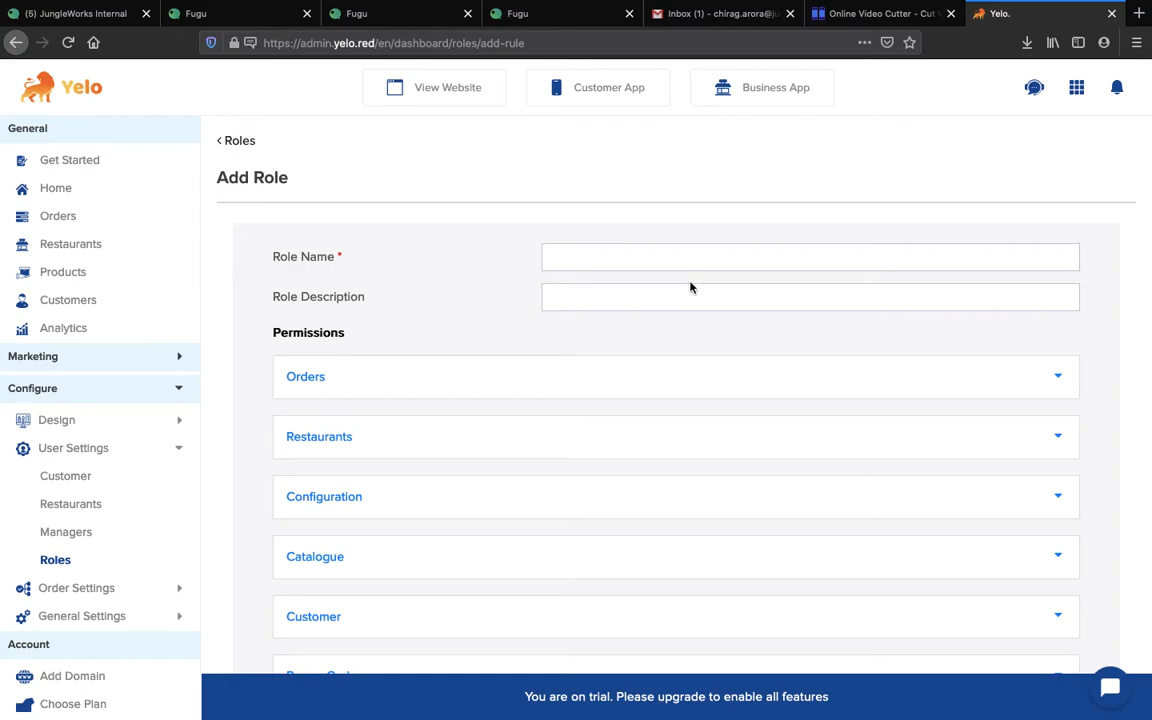 JungleWorks Internal
Fugu
Fugu
Fugu
Inbox (1) - chirag.arora@ju
Online Video Cutter - Cut V
Yelo.
https://admin.yelo.red/en/dashboard/roles/add-rule
Yelo
View Website
Customer App
Business App
General
Get Started
Home
Orders
Restaurants
Products
Customers
Analytics
Marketing
Configure
Design
User Settings
Customer
Restaurants
Managers
Roles
Order Settings
General Settings
Account
Add Domain
Choose Plan
< Roles
Add Role
Role Name *
Role Description
Permissions
Orders
Restaurants
Configuration
Catalogue
Customer
You are on trial. Please upgrade to enable all features